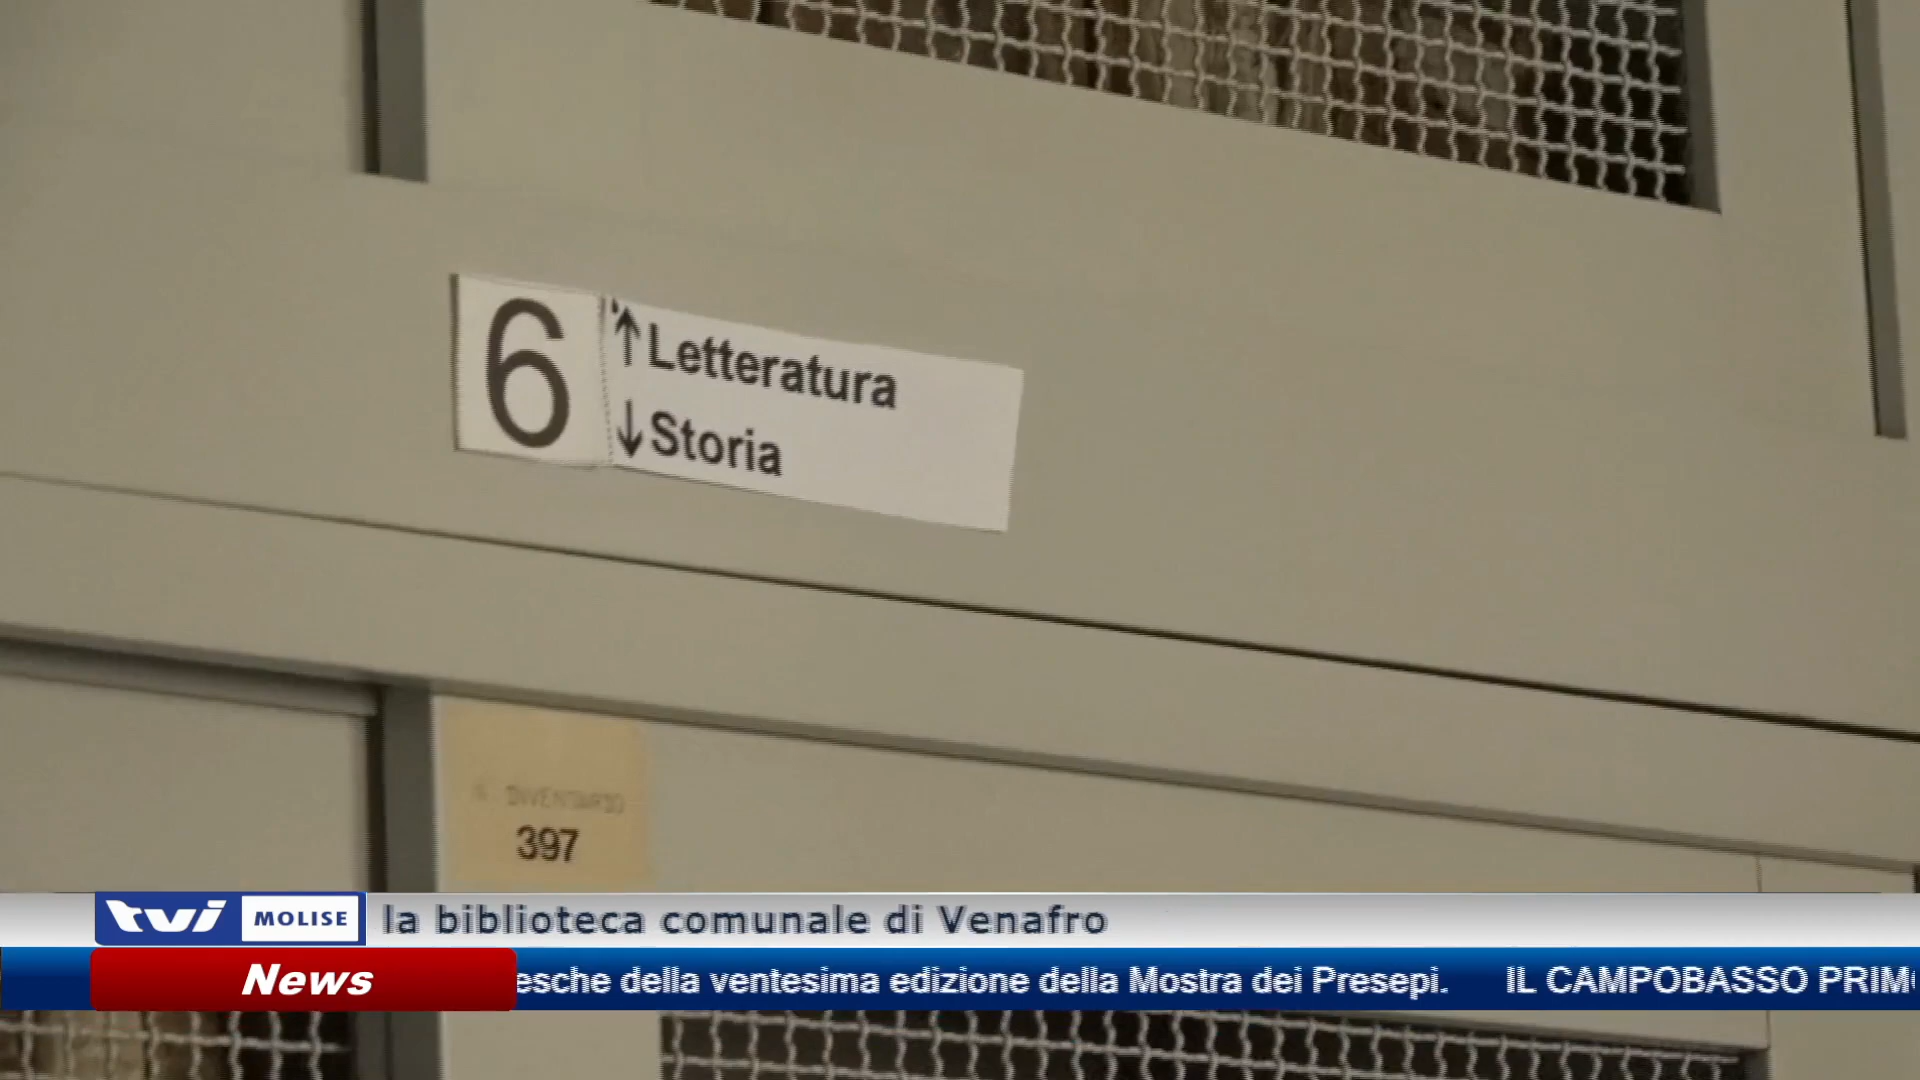 6
↑Letteratura
↓Storia
INVENTARIO
397
tvi MOLISE
la biblioteca comunale di Venafro
News
esche della ventesima edizione della Mostra dei Presepi. IL CAMPOBASSO PRIM